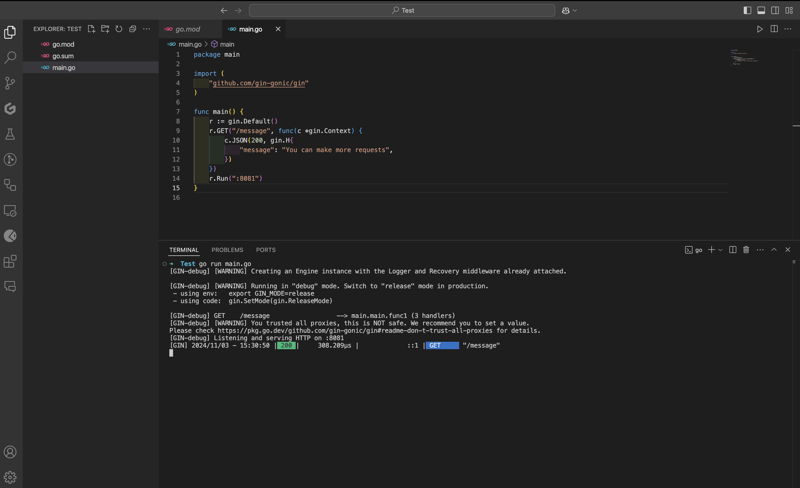 Test
EXPLORER: TEST
go.mod
go.sum
main.go
go.mod
main.go
main.go > main
1 package main
2
3 import (
4 "github.com/gin-gonic/gin"
5 )
6
7 func main() {
8 r := gin.Default()
9 r.GET("/message", func(c *gin.Context) {
10 c.JSON(200, gin.H{
11 "message": "You can make more requests",
12 })
13 })
14 r.Run(":8081")
15 }
16
TERMINAL PROBLEMS PORTS
go
→ Test go run main.go
[GIN-debug] [WARNING] Creating an Engine instance with the Logger and Recovery middleware already attached.
[GIN-debug] [WARNING] Running in "debug" mode. Switch to "release" mode in production.
- using env: export GIN_MODE=release
- using code: gin.SetMode(gin.ReleaseMode)
[GIN-debug] GET /message --> main.main.func1 (3 handlers)
[GIN-debug] [WARNING] You trusted all proxies, this is NOT safe. We recommend you to set a value.
Please check https://pkg.go.dev/github.com/gin-gonic/gin#readme-don-t-trust-all-proxies for details.
[GIN-debug] Listening and serving HTTP on :8081
[GIN] 2024/11/03 - 15:30:50 | 200 | 308.209µs | ::1 | GET "/message"